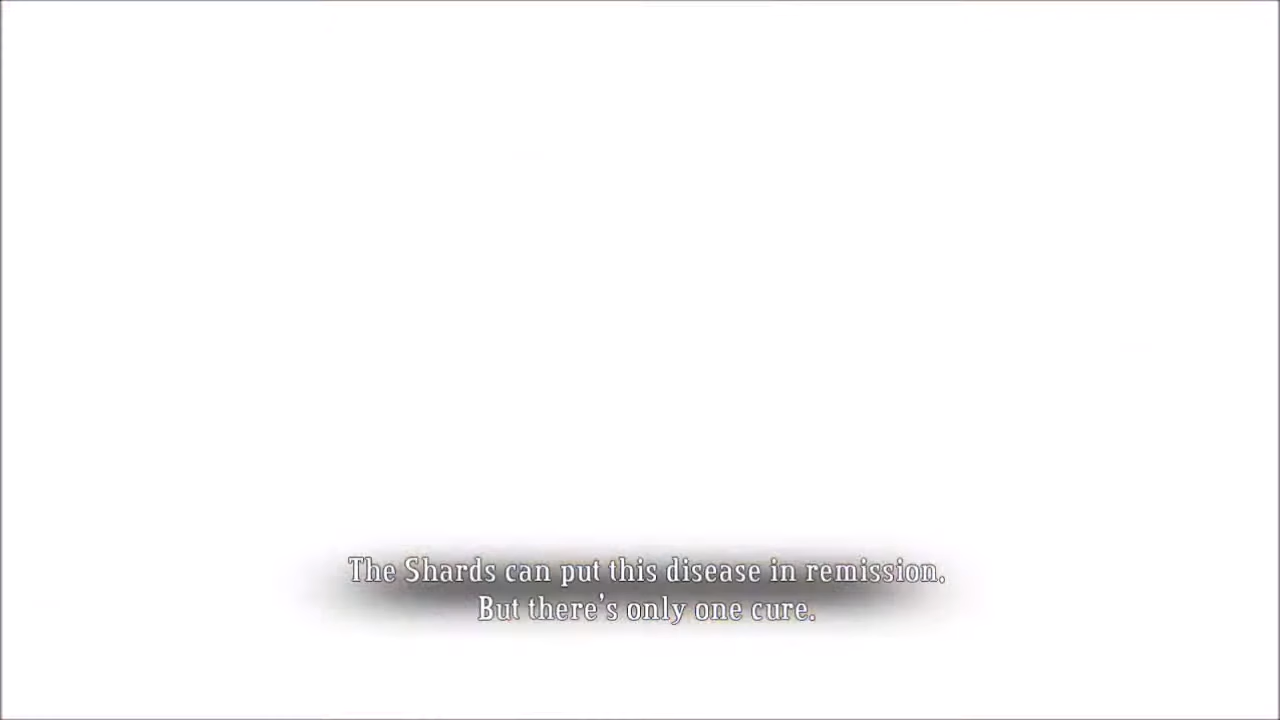 The Shards can put this disease in remission.
But there's only one cure.